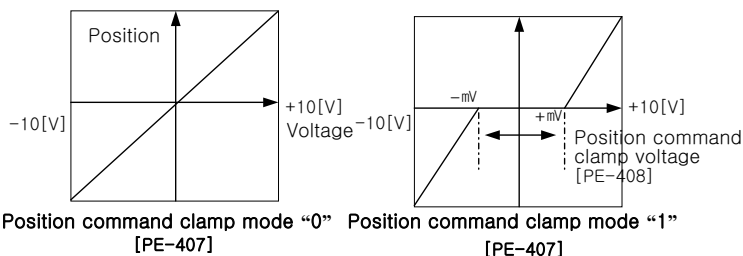 Position
-10[V]
+10[V]
Voltage
Position command clamp mode “0”
[PE-407]
-mV
+mV
-10[V]
+10[V]
Position command
clamp voltage
[PE-408]
Position command clamp mode “1”
[PE-407]